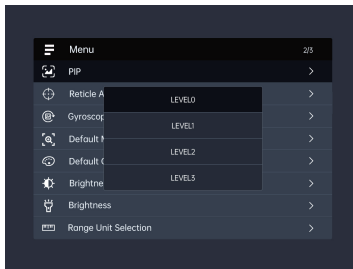 Menu 2/3
PIP
Reticle A
LEVEL0
Gyroscop
LEVEL1
Default
LEVEL2
Default
Brightne
LEVEL3
Brightness
Range Unit Selection